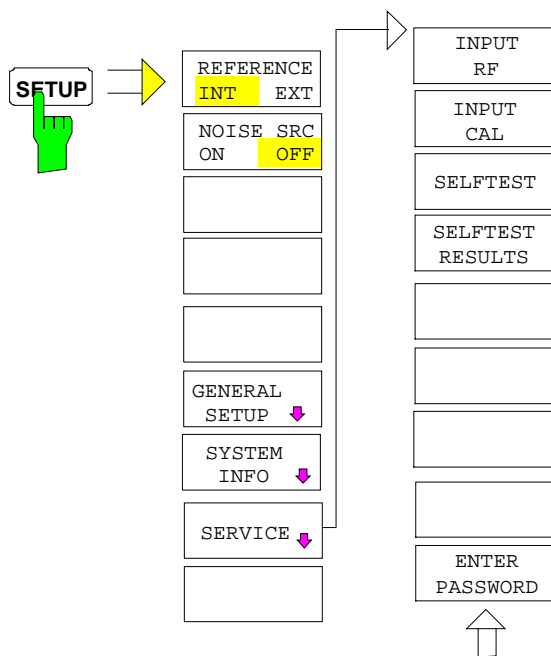 SETUP
REFERENCE
INT EXT
NOISE SRC
ON OFF
GENERAL
SETUP
SYSTEM
INFO
SERVICE
INPUT
RF
INPUT
CAL
SELFTEST
SELFTEST
RESULTS
ENTER
PASSWORD